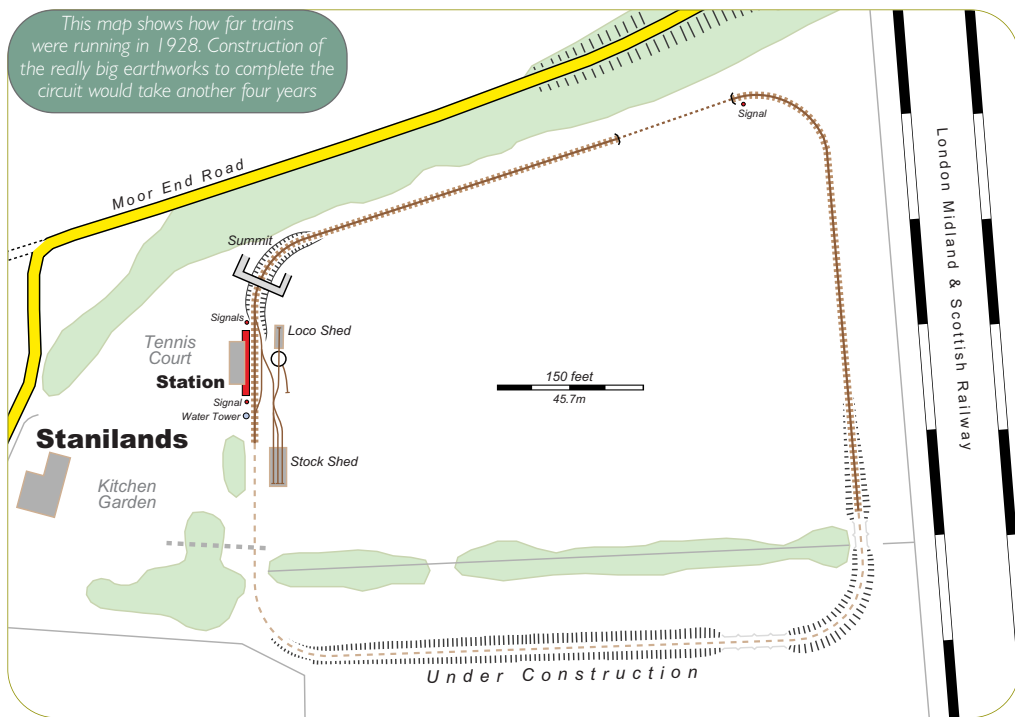 This map shows how far trains
were running in 1928. Construction of
the really big earthworks to complete the
circuit would take another four years
Moor End Road
Signal
London Midland & Scottish Railway
Summit
Signals
Loco Shed
Tennis
Court
Station
150 feet
45.7m
Signal
Water Tower
Stanilands
Stock Shed
Kitchen
Garden
Under Construction